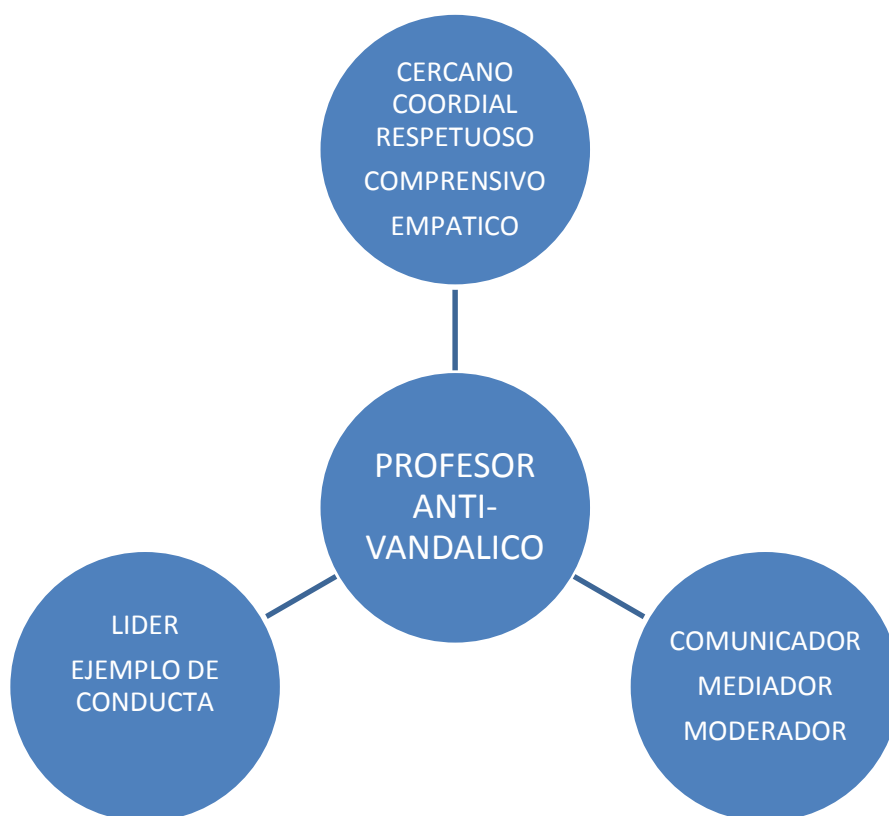 CERCANO
COORDIAL
RESPETUOSO
COMPRENSIVO
EMPATICO
PROFESOR
ANTI-
VANDALICO
LIDER
EJEMPLO DE
CONDUCTA
COMUNICADOR
MEDIADOR
MODERADOR